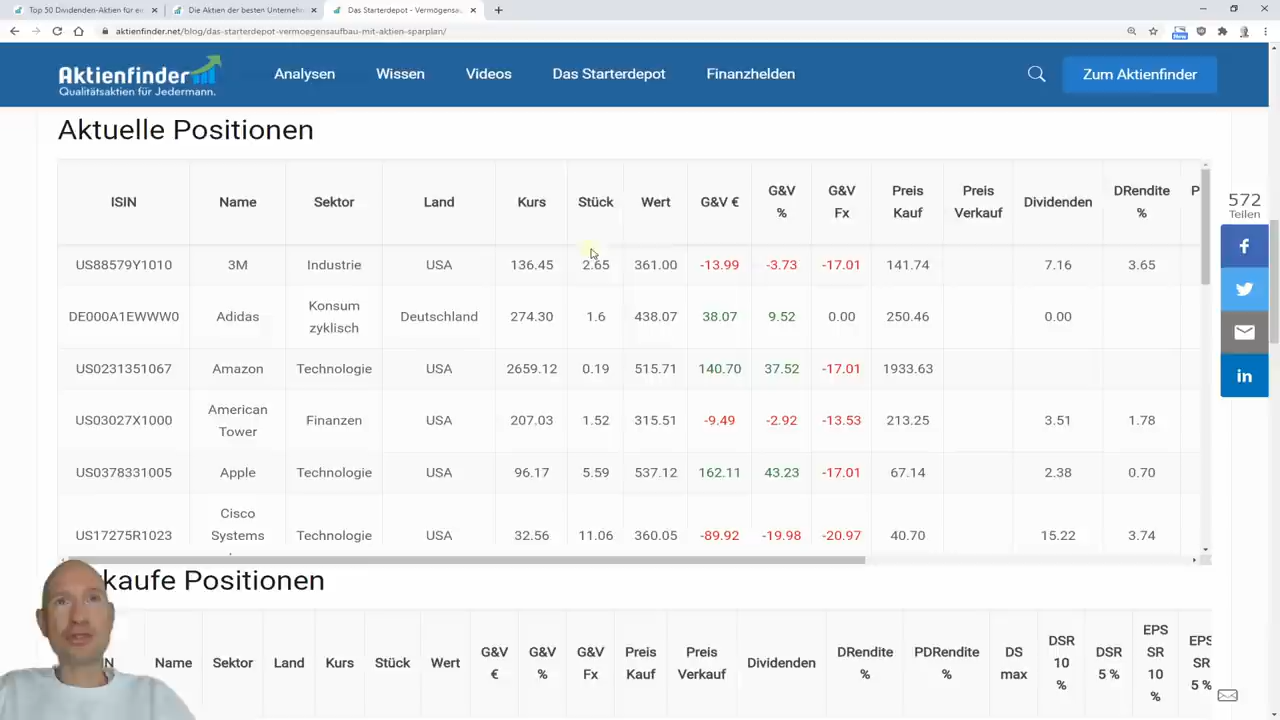 Top 50 Dividenden-Aktien für ei
Die Aktien der besten Unternehm
Das Starterdepot - Vermögensau
aktienfinder.net/blog/das-starterdepot-vermoegensaufbau-mit-aktien-sparplan/
New
Aktienfinder
Qualitätsaktien für Jedermann.
Analysen Wissen Videos Das Starterdepot Finanzhelden Zum Aktienfinder
Aktuelle Positionen
ISIN Name Sektor Land Kurs Stück Wert G&V € G&V % G&V Fx Preis Kauf Preis Verkauf Dividenden DRendite % P
US88579Y1010 3M Industrie USA 136.45 2.65 361.00 -13.99 -3.73 -17.01 141.74 7.16 3.65
DE000A1EWWW0 Adidas Konsum zyklisch Deutschland 274.30 1.6 438.07 38.07 9.52 0.00 250.46 0.00
US0231351067 Amazon Technologie USA 2659.12 0.19 515.71 140.70 37.52 -17.01 1933.63
US03027X1000 American Tower Finanzen USA 207.03 1.52 315.51 -9.49 -2.92 -13.53 213.25 3.51 1.78
US0378331005 Apple Technologie USA 96.17 5.59 537.12 162.11 43.23 -17.01 67.14 2.38 0.70
US17275R1023 Cisco Systems Technologie USA 32.56 11.06 360.05 -89.92 -19.98 -20.97 40.70 15.22 3.74
572
Teilen
kaufe Positionen
IN Name Sektor Land Kurs Stück Wert G&V € G&V % G&V Fx Preis Kauf Preis Verkauf Dividenden DRendite % PDRendite % DS max DSR 10 % DSR 5 % EPS SR 10 % EPS SR 5 %